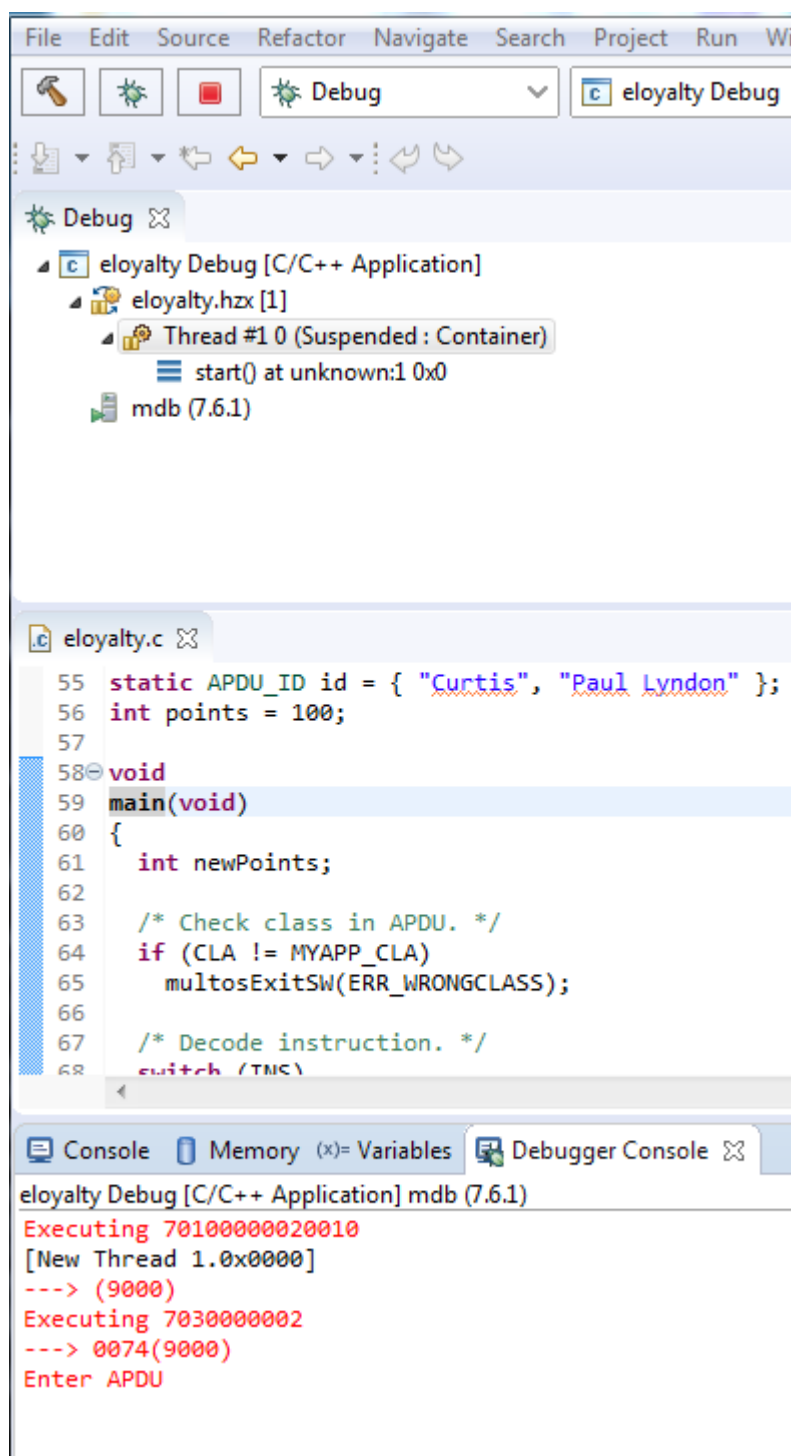 File Edit Source Refactor Navigate Search Project Run
Debug eloyalty Debug
Debug
eloyalty Debug [C/C++ Application]
eloyalty.hzx [1]
Thread #1 0 (Suspended : Container)
start() at unknown:1 0x0
mdb (7.6.1)
eloyalty.c
55 static APDU_ID id = { "Curtis", "Paul Lyndon" };
56 int points = 100;
57
58 void
59 main(void)
60 {
61 int newPoints;
62
63 /* Check class in APDU. */
64 if (CLA != MYAPP_CLA)
65 multosExitSW(ERR_WRONGCLASS);
66
67 /* Decode instruction. */
68 switch (INS)
Console Memory (x)= Variables Debugger Console
eloyalty Debug [C/C++ Application] mdb (7.6.1)
Executing 70100000020010
[New Thread 1.0x0000]
---> (9000)
Executing 7030000002
---> 0074(9000)
Enter APDU